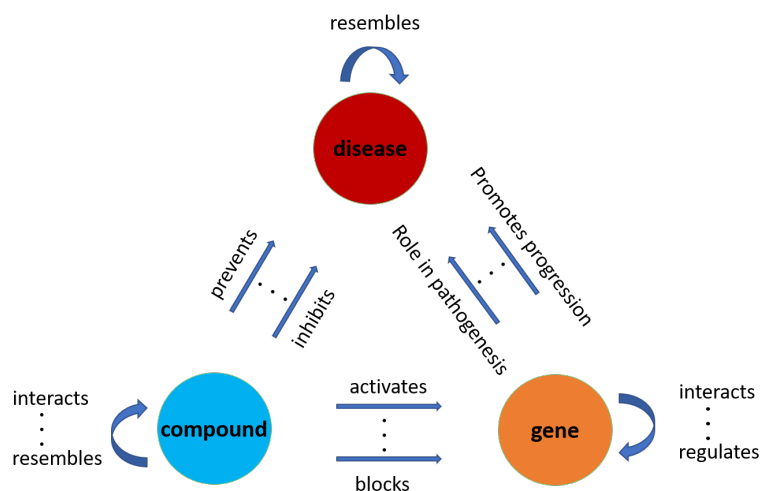 resembles
disease
prevents
inhibits
Role in pathogenesis
Promotes progression
interacts
resembles
compound
activates
blocks
gene
interacts
regulates